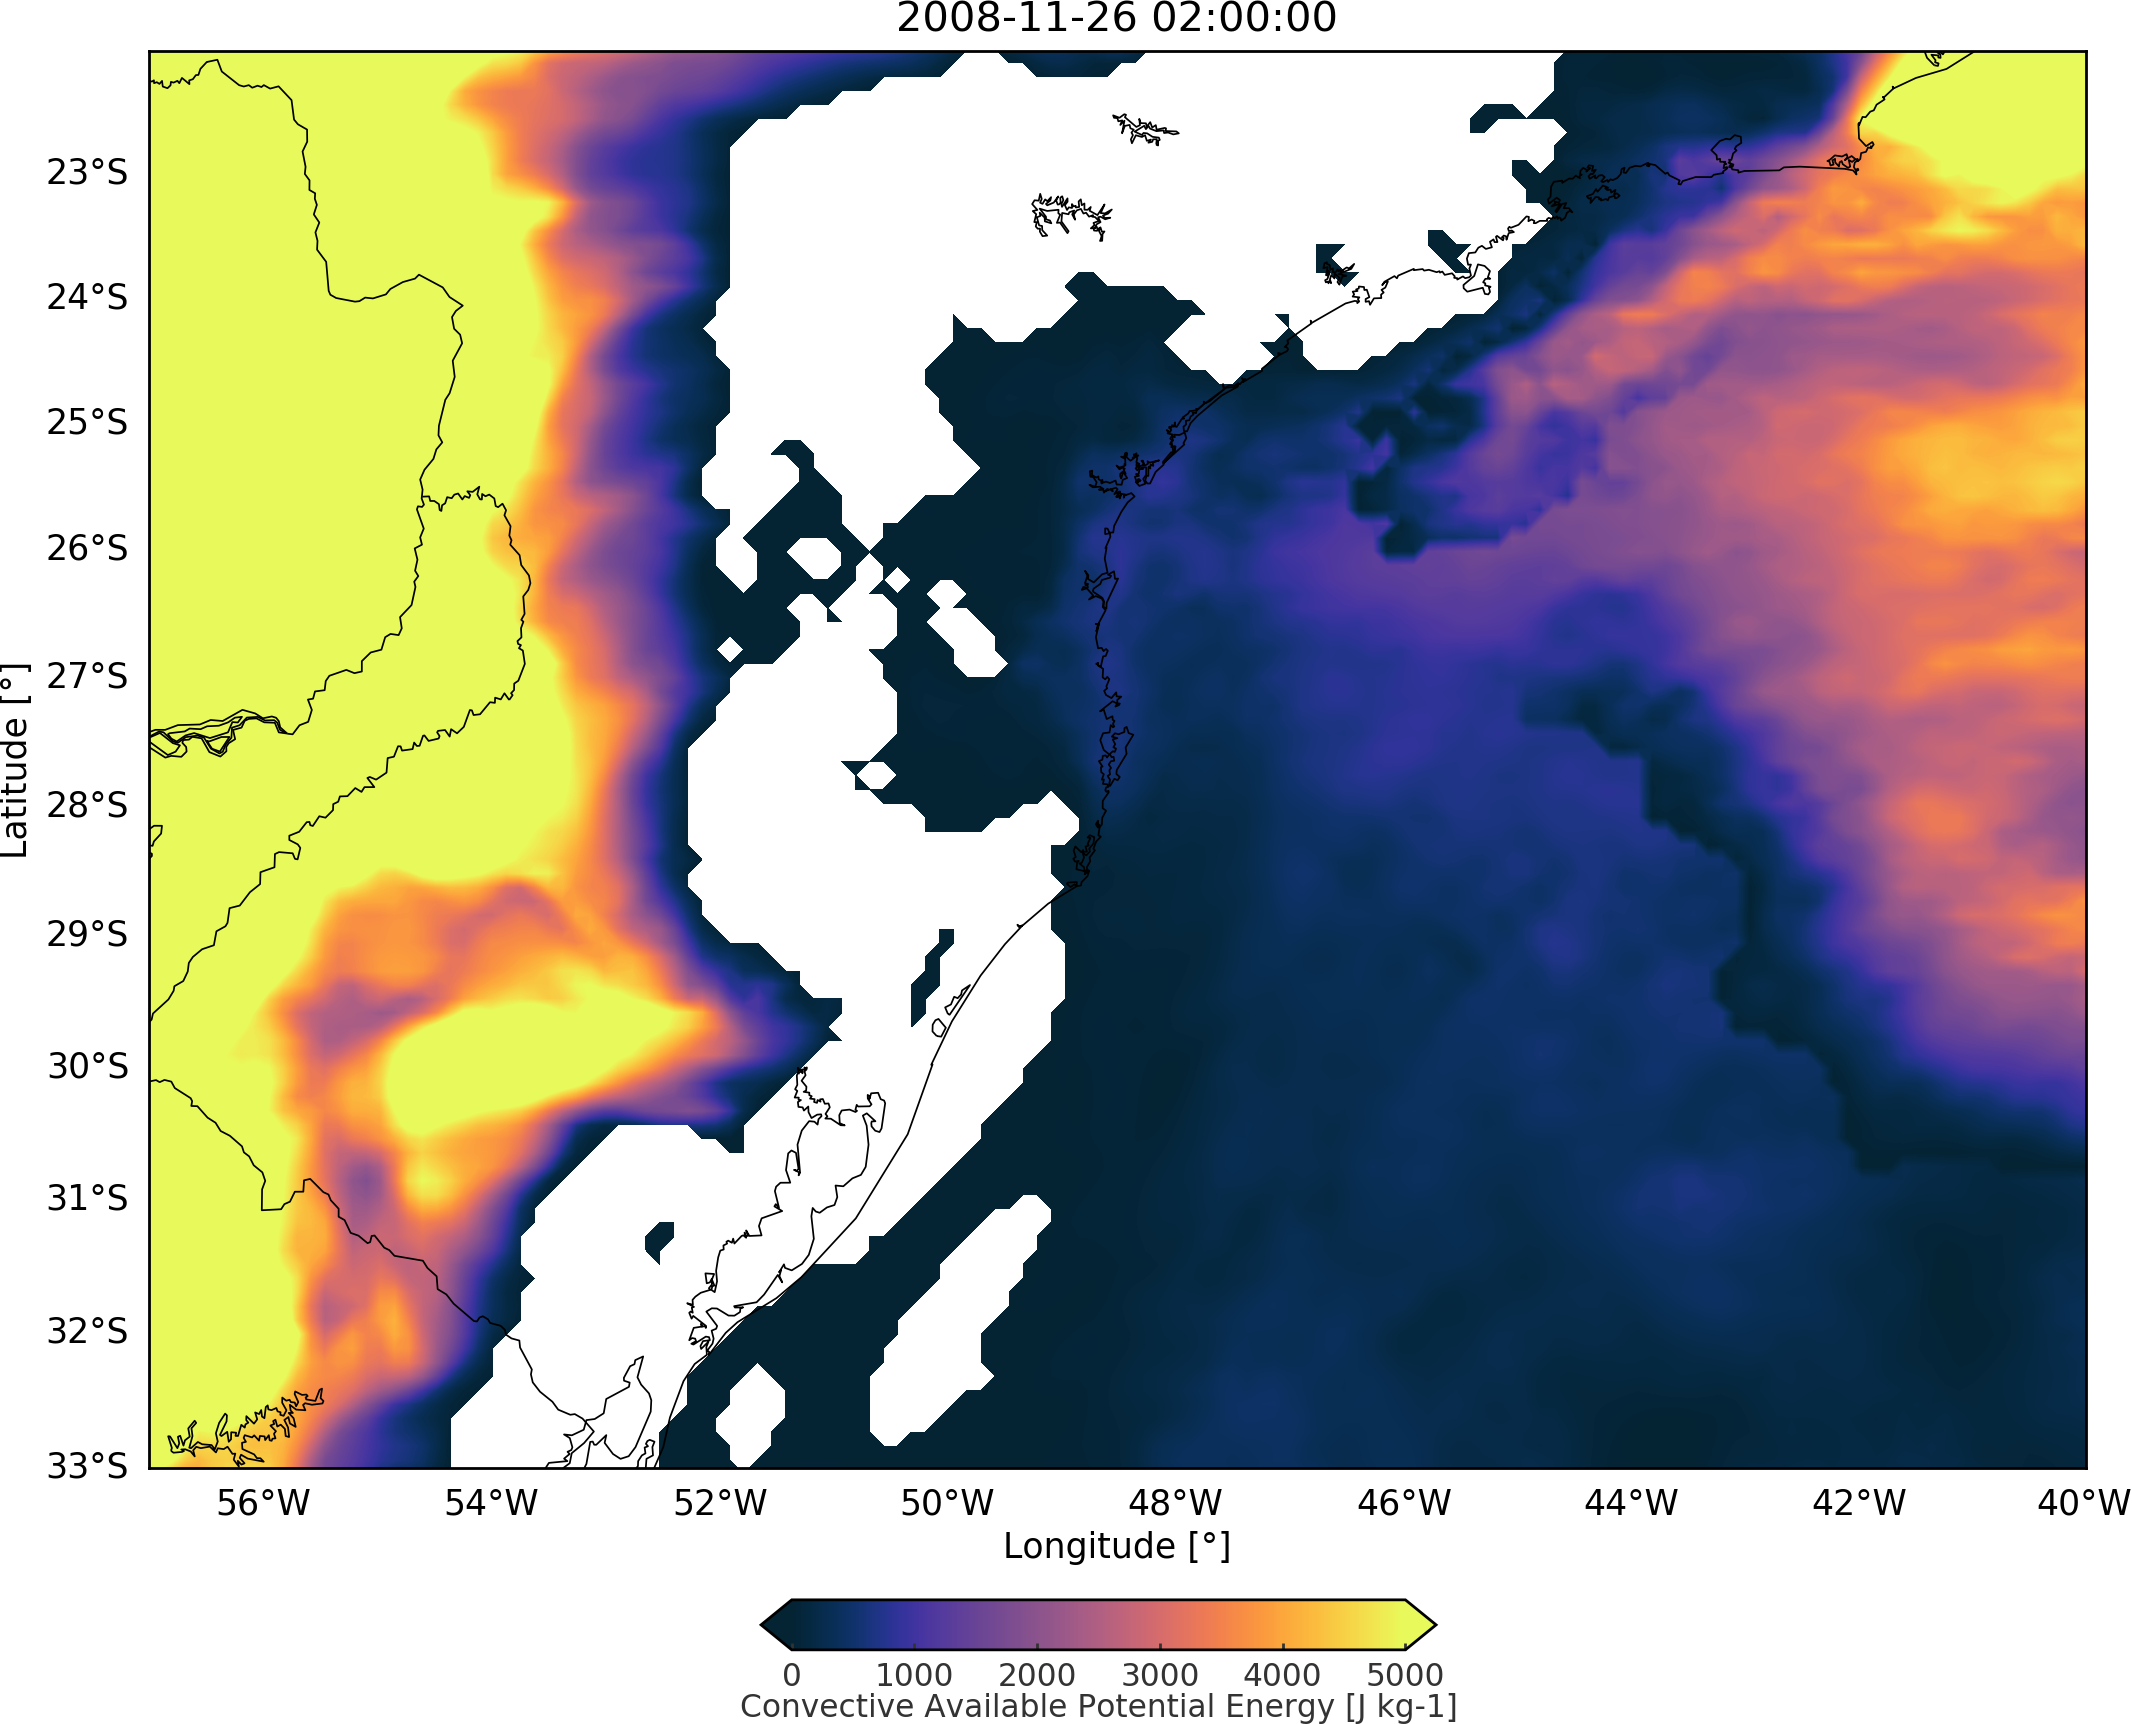 2008-11-26 02:00:00
23°S
24°S
25°S
26°S
27°S
28°S
29°S
30°S
31°S
32°S
33°S
Latitude [°]
56°W 54°W 52°W 50°W 48°W 46°W 44°W 42°W 40°W
Longitude [°]
0 1000 2000 3000 4000 5000
Convective Available Potential Energy [J kg-1]